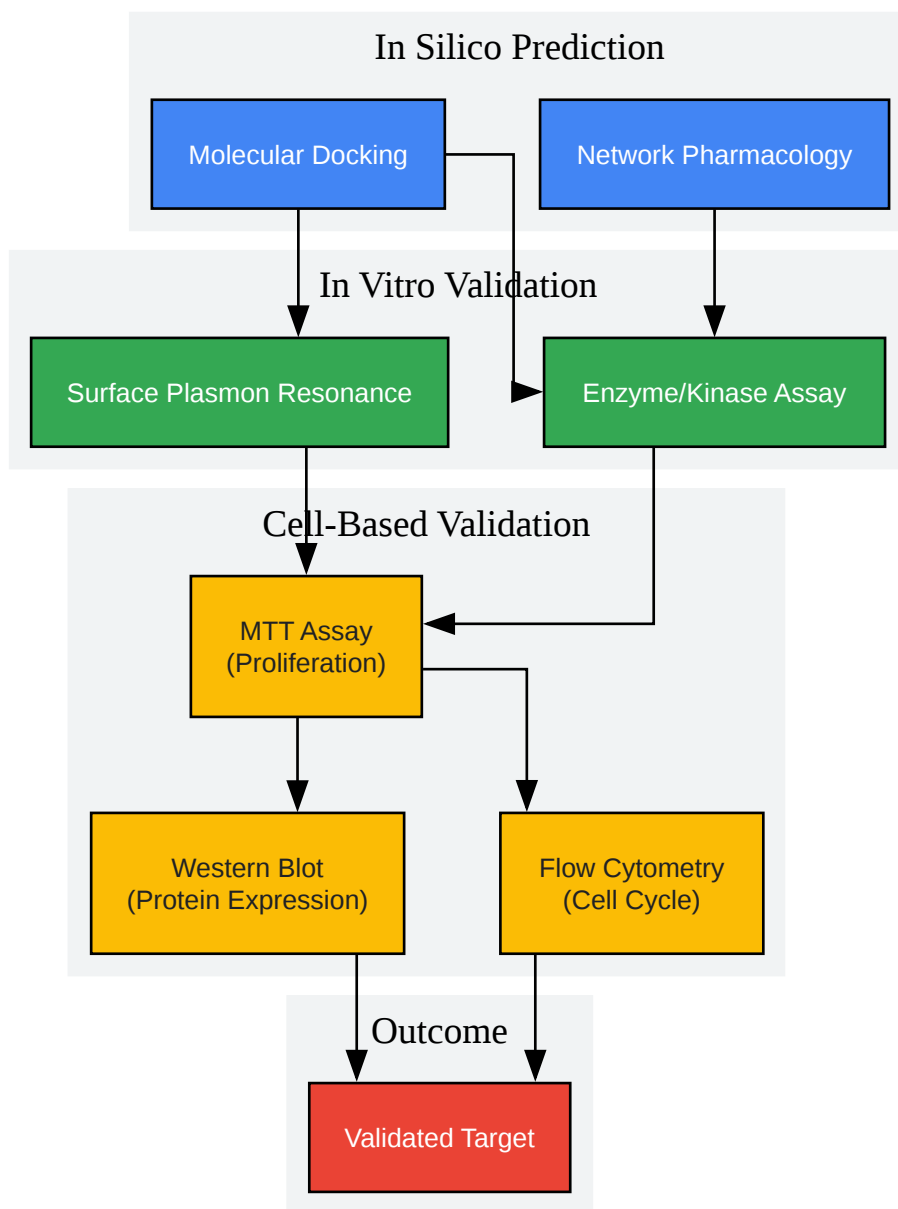 In Silico Prediction
Molecular Docking
Network Pharmacology
In Vitro Validation
Surface Plasmon Resonance
Enzyme/Kinase Assay
Cell-Based Validation
MTT Assay
(Proliferation)
Western Blot
(Protein Expression)
Flow Cytometry
(Cell Cycle)
Outcome
Validated Target